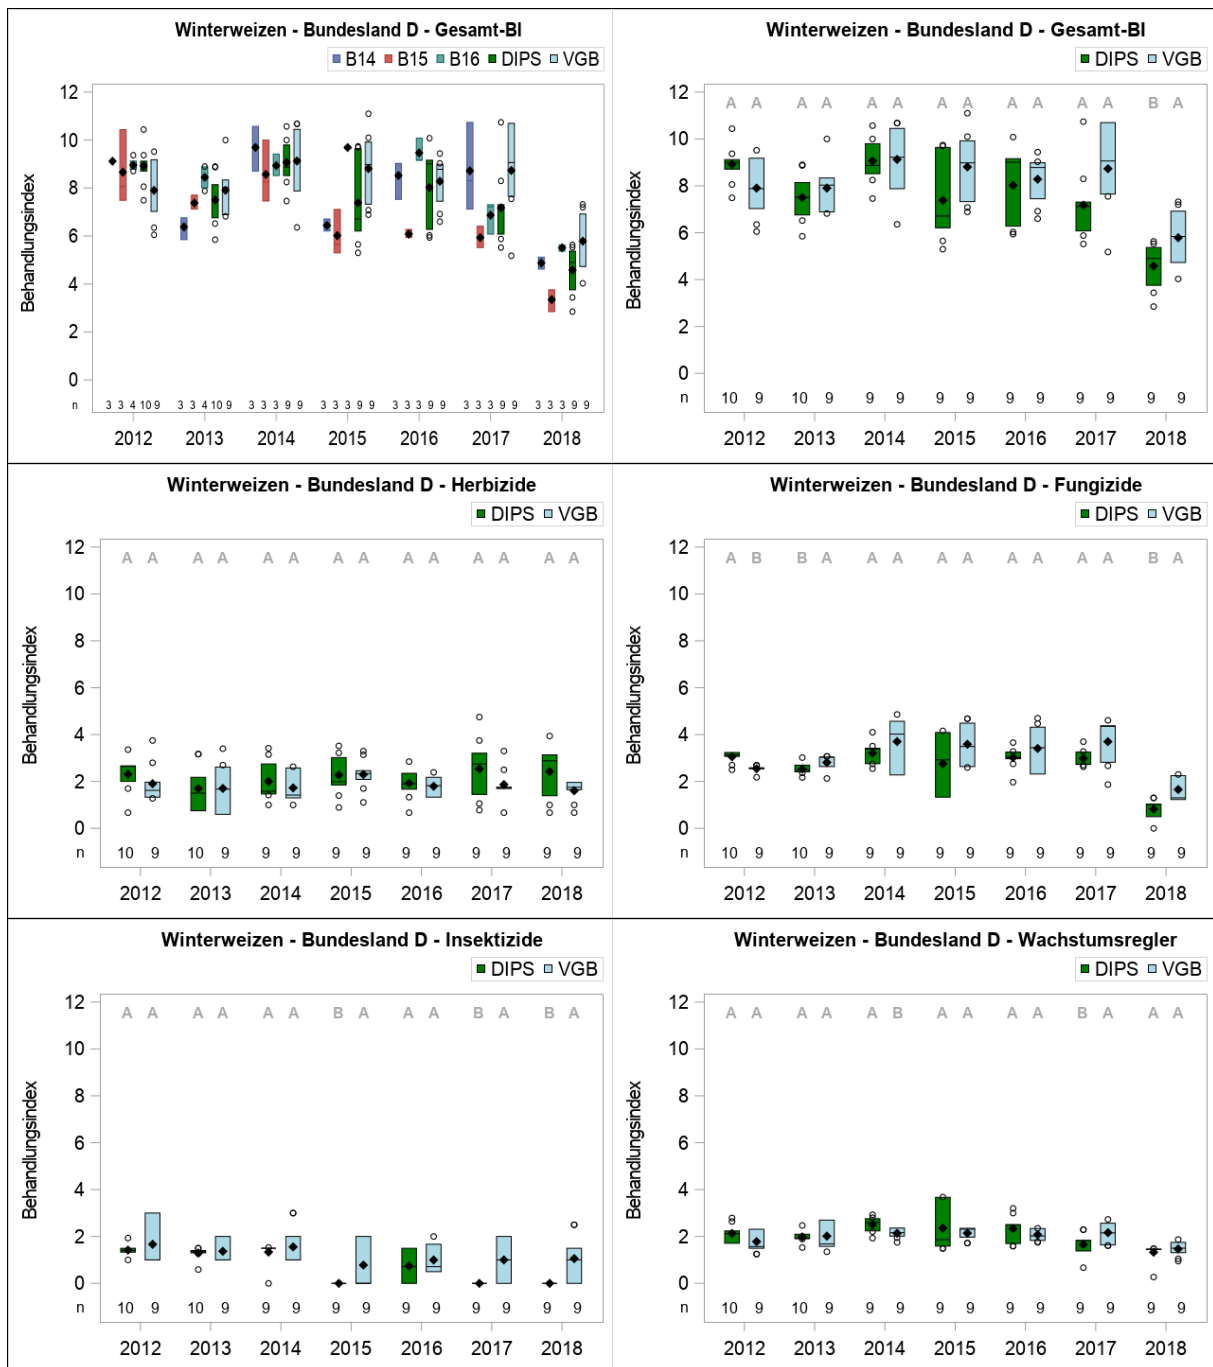 Winterweizen - Bundesland D - Gesamt-BI
B14 B15 B16 DIPS VGB
Behandlungsindex
12
10
8
6
4
2
0
n 3 3 4 10 9 3 3 4 10 9 3 3 3 9 9 3 3 3 9 9 3 3 3 9 9 3 3 3 9 9 3 3 3 9 9
2012 2013 2014 2015 2016 2017 2018
Winterweizen - Bundesland D - Gesamt-BI
DIPS VGB
Behandlungsindex
12
A A A A A A A A A A A A B A
10
8
6
4
2
0
n 10 9 10 9 9 9 9 9 9 9 9 9 9 9
2012 2013 2014 2015 2016 2017 2018
Winterweizen - Bundesland D - Herbizide
DIPS VGB
Behandlungsindex
12
A A A A A A A A A A A A A A
10
8
6
4
2
0
n 10 9 10 9 9 9 9 9 9 9 9 9 9 9
2012 2013 2014 2015 2016 2017 2018
Winterweizen - Bundesland D - Fungizide
DIPS VGB
Behandlungsindex
12
A B B A A A A A A A A A B A
10
8
6
4
2
0
n 10 9 10 9 9 9 9 9 9 9 9 9 9 9
2012 2013 2014 2015 2016 2017 2018
Winterweizen - Bundesland D - Insektizide
DIPS VGB
Behandlungsindex
12
A A A A A A B A A A B A B A
10
8
6
4
2
0
n 10 9 10 9 9 9 9 9 9 9 9 9 9 9
2012 2013 2014 2015 2016 2017 2018
Winterweizen - Bundesland D - Wachstumsregler
DIPS VGB
Behandlungsindex
12
A A A A A B A A A A B A A A
10
8
6
4
2
0
n 10 9 10 9 9 9 9 9 9 9 9 9 9 9
2012 2013 2014 2015 2016 2017 2018